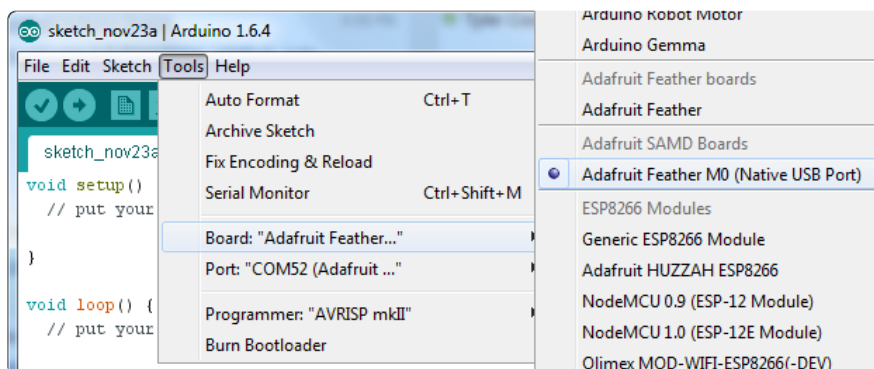 sketch_nov23a | Arduino 1.6.4
File Edit Sketch Tools Help
sketch_nov23a
void setup()
// put your
}
void loop() {
// put your
Auto Format Ctrl+T
Archive Sketch
Fix Encoding & Reload
Serial Monitor Ctrl+Shift+M
Board: "Adafruit Feather..."
Port: "COM52 (Adafruit ..."
Programmer: "AVRISP mkII"
Burn Bootloader
Arduino Robot Motor
Arduino Gemma
Adafruit Feather boards
Adafruit Feather
Adafruit SAMD Boards
Adafruit Feather M0 (Native USB Port)
ESP8266 Modules
Generic ESP8266 Module
Adafruit HUZZAH ESP8266
NodeMCU 0.9 (ESP-12 Module)
NodeMCU 1.0 (ESP-12E Module)
Olimex MOD-WIFI-ESP8266(-DEV)